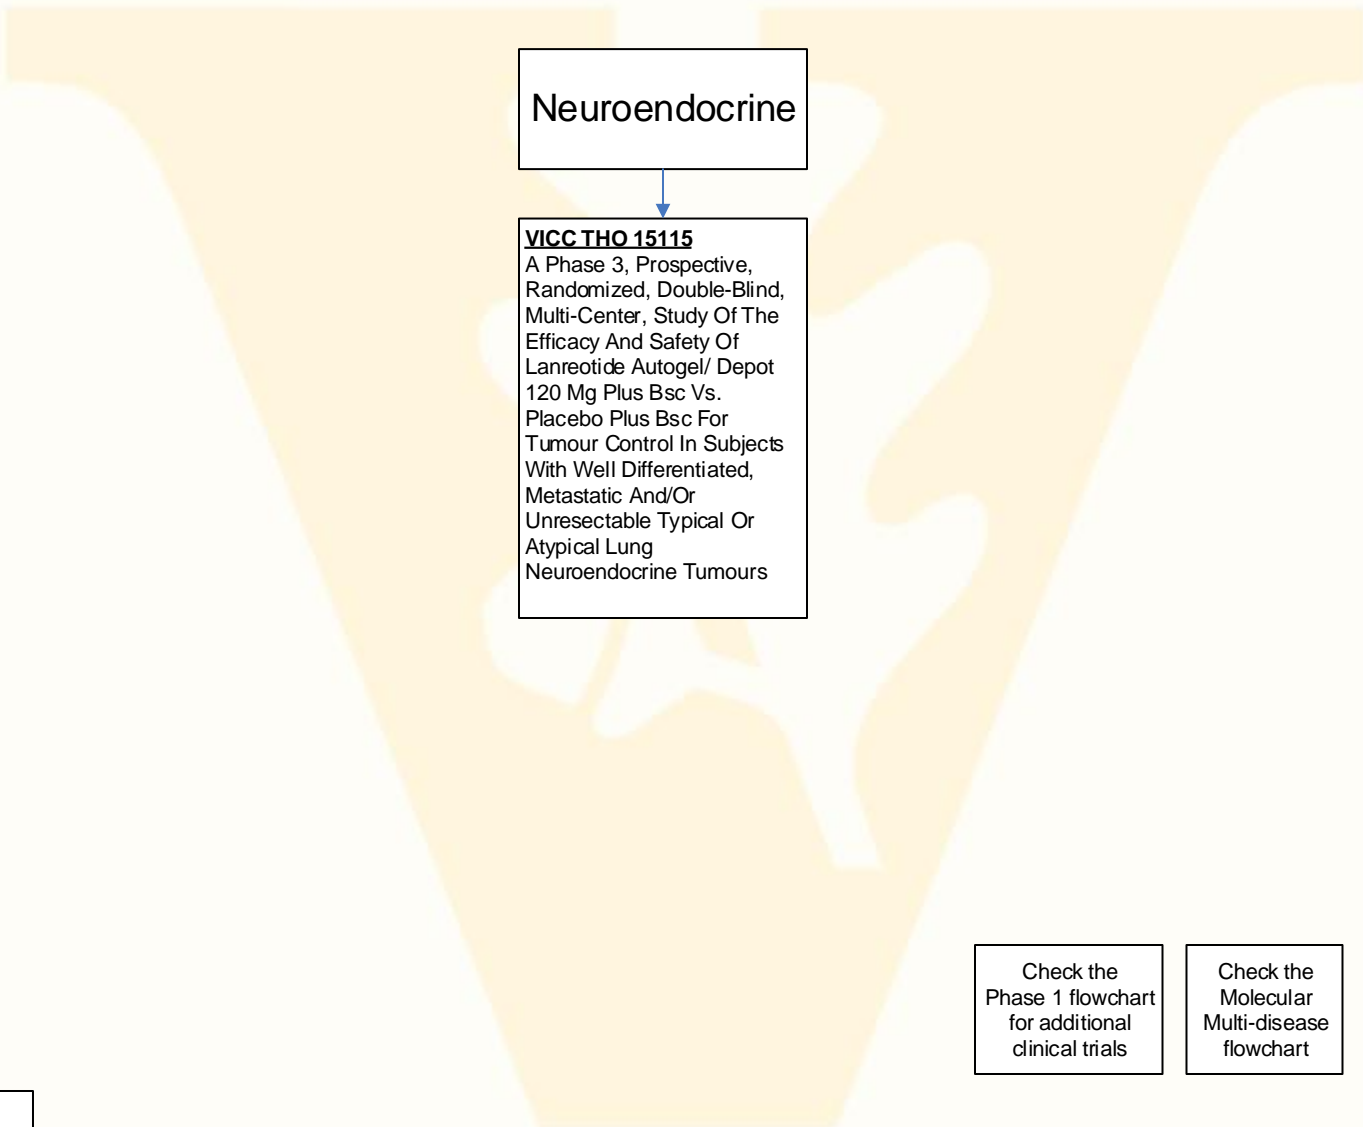 Neuroendocrine
VICC THO 15115
A Phase 3, Prospective,
Randomized, Double-Blind,
Multi-Center, Study Of The
Efficacy And Safety Of
Lanreotide Autogel/ Depot
120 Mg Plus Bsc Vs.
Placebo Plus Bsc For
Tumour Control In Subjects
With Well Differentiated,
Metastatic And/Or
Unresectable Typical Or
Atypical Lung
Neuroendocrine Tumours
Check the
Phase 1 flowchart
for additional
clinical trials
Check the
Molecular
Multi-disease
flowchart